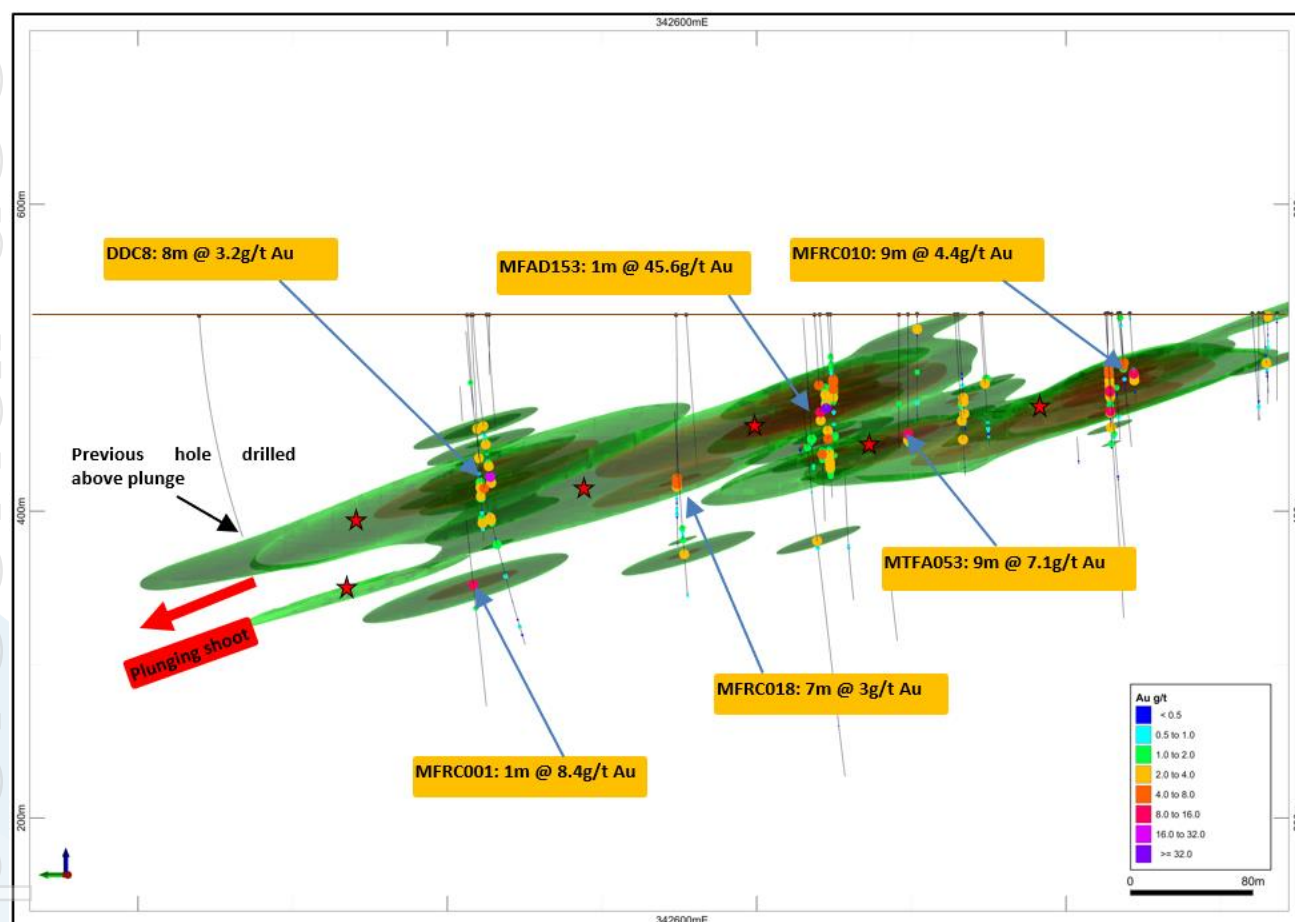 342600mE
600m
DDC8: 8m @ 3.2g/t Au
MFAD153: 1m @ 45.6g/t Au
MFRC010: 9m @ 4.4g/t Au
Previous hole drilled
above plunge
400m
Plunging shoot
MTFA053: 9m @ 7.1g/t Au
MFRC018: 7m @ 3g/t Au
MFRC001: 1m @ 8.4g/t Au
200m
Au g/t
< 0.5
0.5 to 1.0
1.0 to 2.0
2.0 to 4.0
4.0 to 8.0
8.0 to 16.0
16.0 to 32.0
>= 32.0
0 80m
342600mE